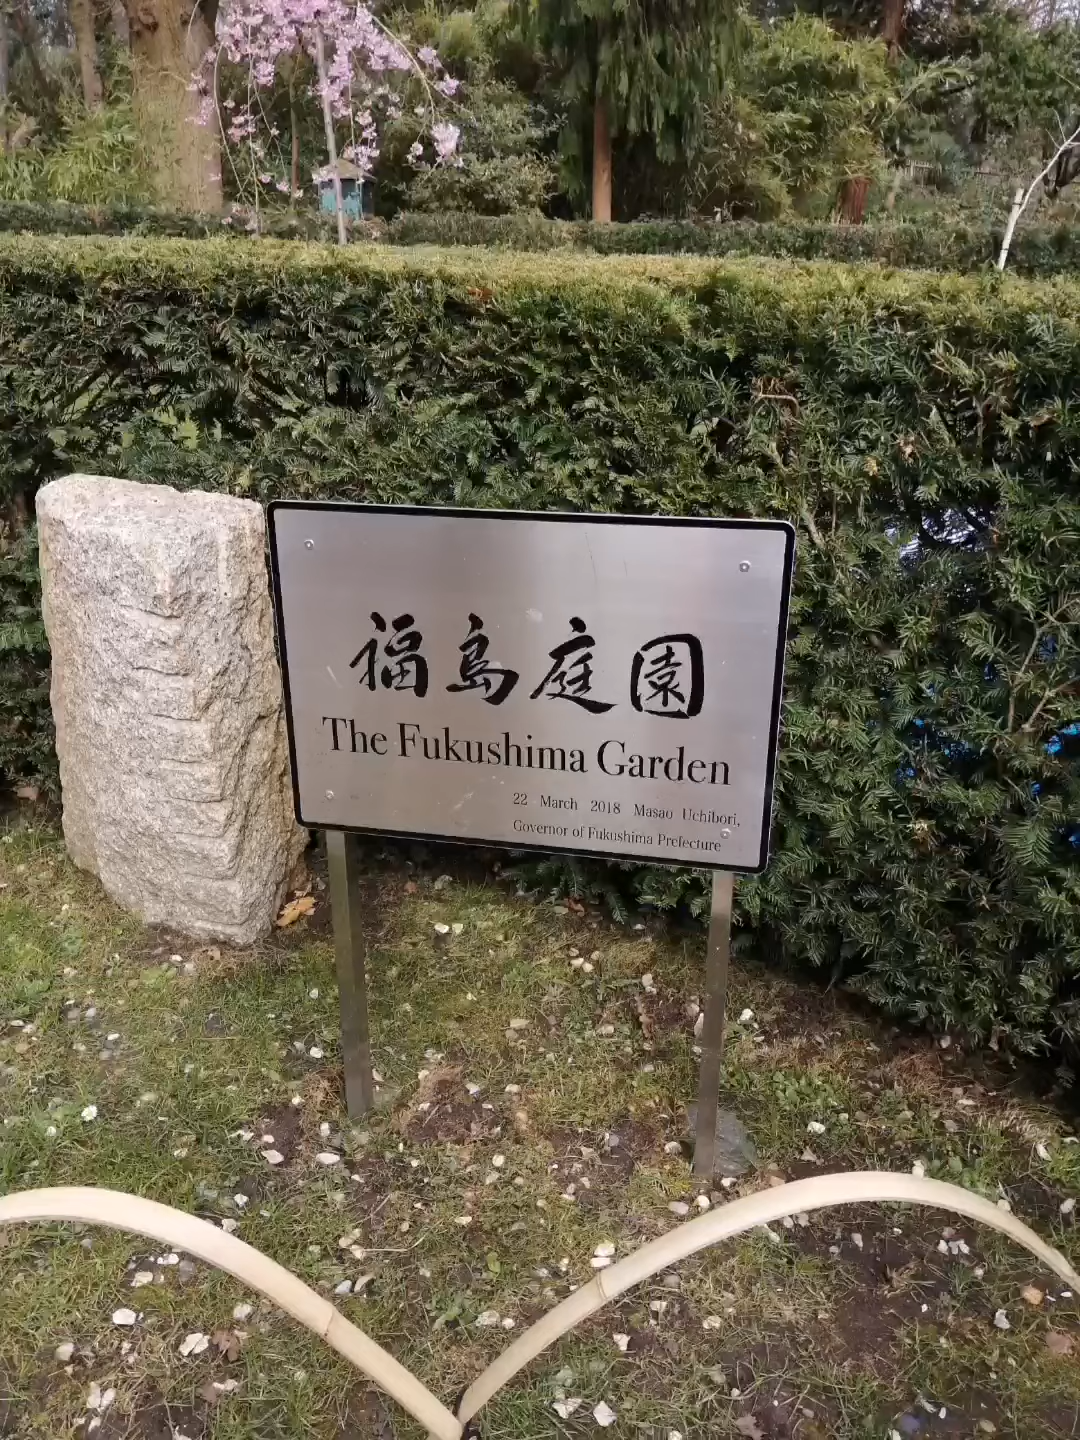 福島庭園
The Fukushima Garden
22 March 2018 Masao Uchibori,
Governor of Fukushima Prefecture